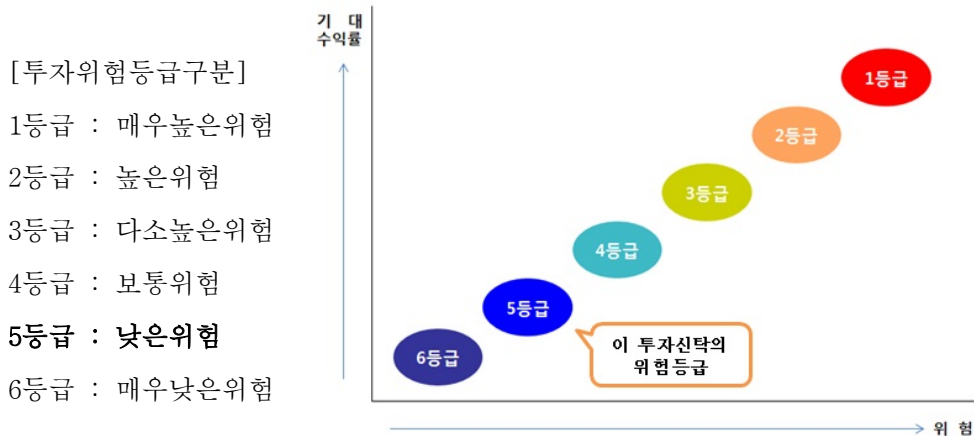 [투자위험등급구분]
1등급 : 매우높은위험
2등급 : 높은위험
3등급 : 다소높은위험
4등급 : 보통위험
5등급 : 낮은위험
6등급 : 매우낮은위험
기 대
수익률
1등급
2등급
3등급
4등급
5등급
6등급
이 투자신탁의
위험등급
위 험